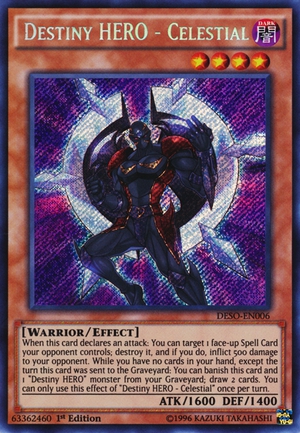 Destiny HERO - Celestial
DARK
闇
DESO-EN006
[Warrior/Effect]
When this card declares an attack: You can target 1 face-up Spell Card
your opponent controls; destroy it, and if you do, inflict 500 damage
to your opponent. While you have no cards in hand, except the
turn this card was sent to the Graveyard: You can banish this card and
1 "Destiny HERO" monster from your Graveyard; draw 2 cards. You
can only use this effect of "Destiny HERO - Celestial" once per turn.
ATK/1600 DEF/1400
63362460 1st Edition ©1996 KAZUKI TAKAHASHI